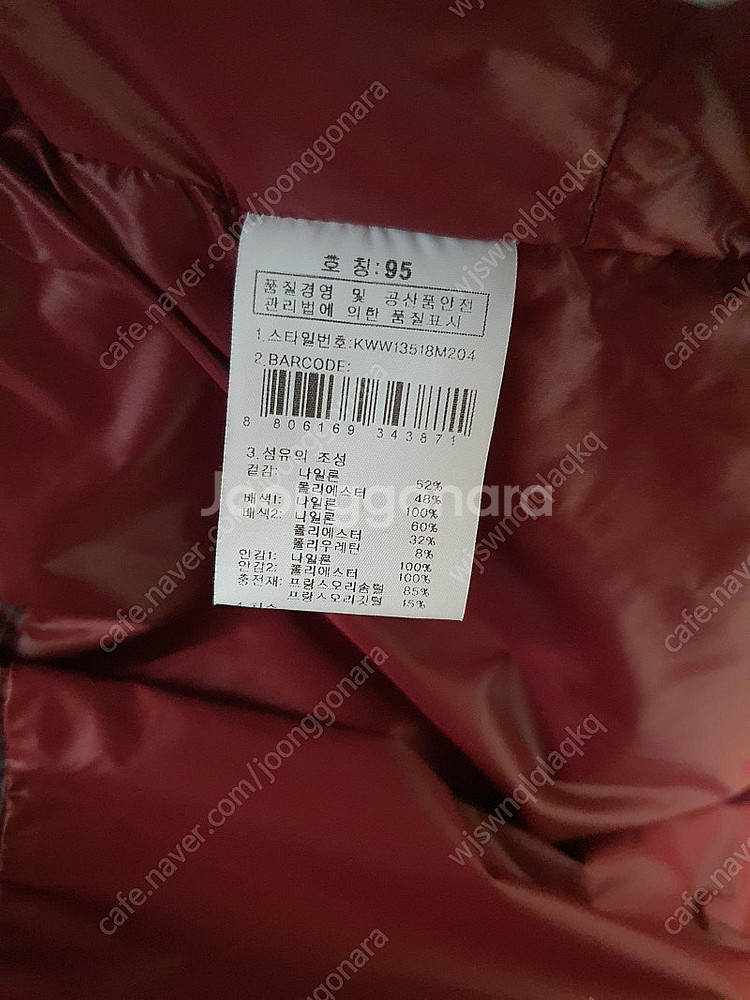 호 칭: 95
품질경영 및 공산품안전
관리법에 의한 품질표시
1.스타일번호:KWW13518M204
2.BARCODE:
8 806169 343871
3.섬유의 조성
겉감: 나일론 52%
폴리에스터 48%
배색1: 나일론 100%
배색2: 나일론 60%
폴리에스터 32%
폴리우레탄 8%
안감1: 나일론 100%
안감2: 폴리에스터 100%
충전재: 프랑스오리솜털 85%
프랑스오리깃털 15%
Joonggonara
cafe.naver.com/joonggonara
wjswnqlqlaqkq